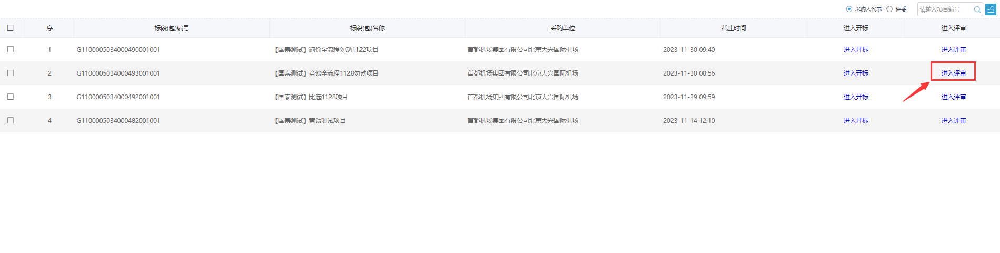 采购人代表 评委 请输入项目编号
序 标段(包)编号 标段(包)名称 采购单位 截止时间 进入开标 进入评审
1 G1100005034000490001001 【国泰测试】询价全流程勿动1122项目 首都机场集团有限公司北京大兴国际机场 2023-11-30 09:40 进入开标 进入评审
2 G1100005034000493001001 【国泰测试】竞谈全流程1128勿动项目 首都机场集团有限公司北京大兴国际机场 2023-11-30 08:56 进入开标 进入评审
3 G1100005034000492001001 【国泰测试】比选1128项目 首都机场集团有限公司北京大兴国际机场 2023-11-29 09:59 进入开标 进入评审
4 G1100005034000482001001 【国泰测试】竞谈测试项目 首都机场集团有限公司北京大兴国际机场 2023-11-14 12:10 进入开标 进入评审